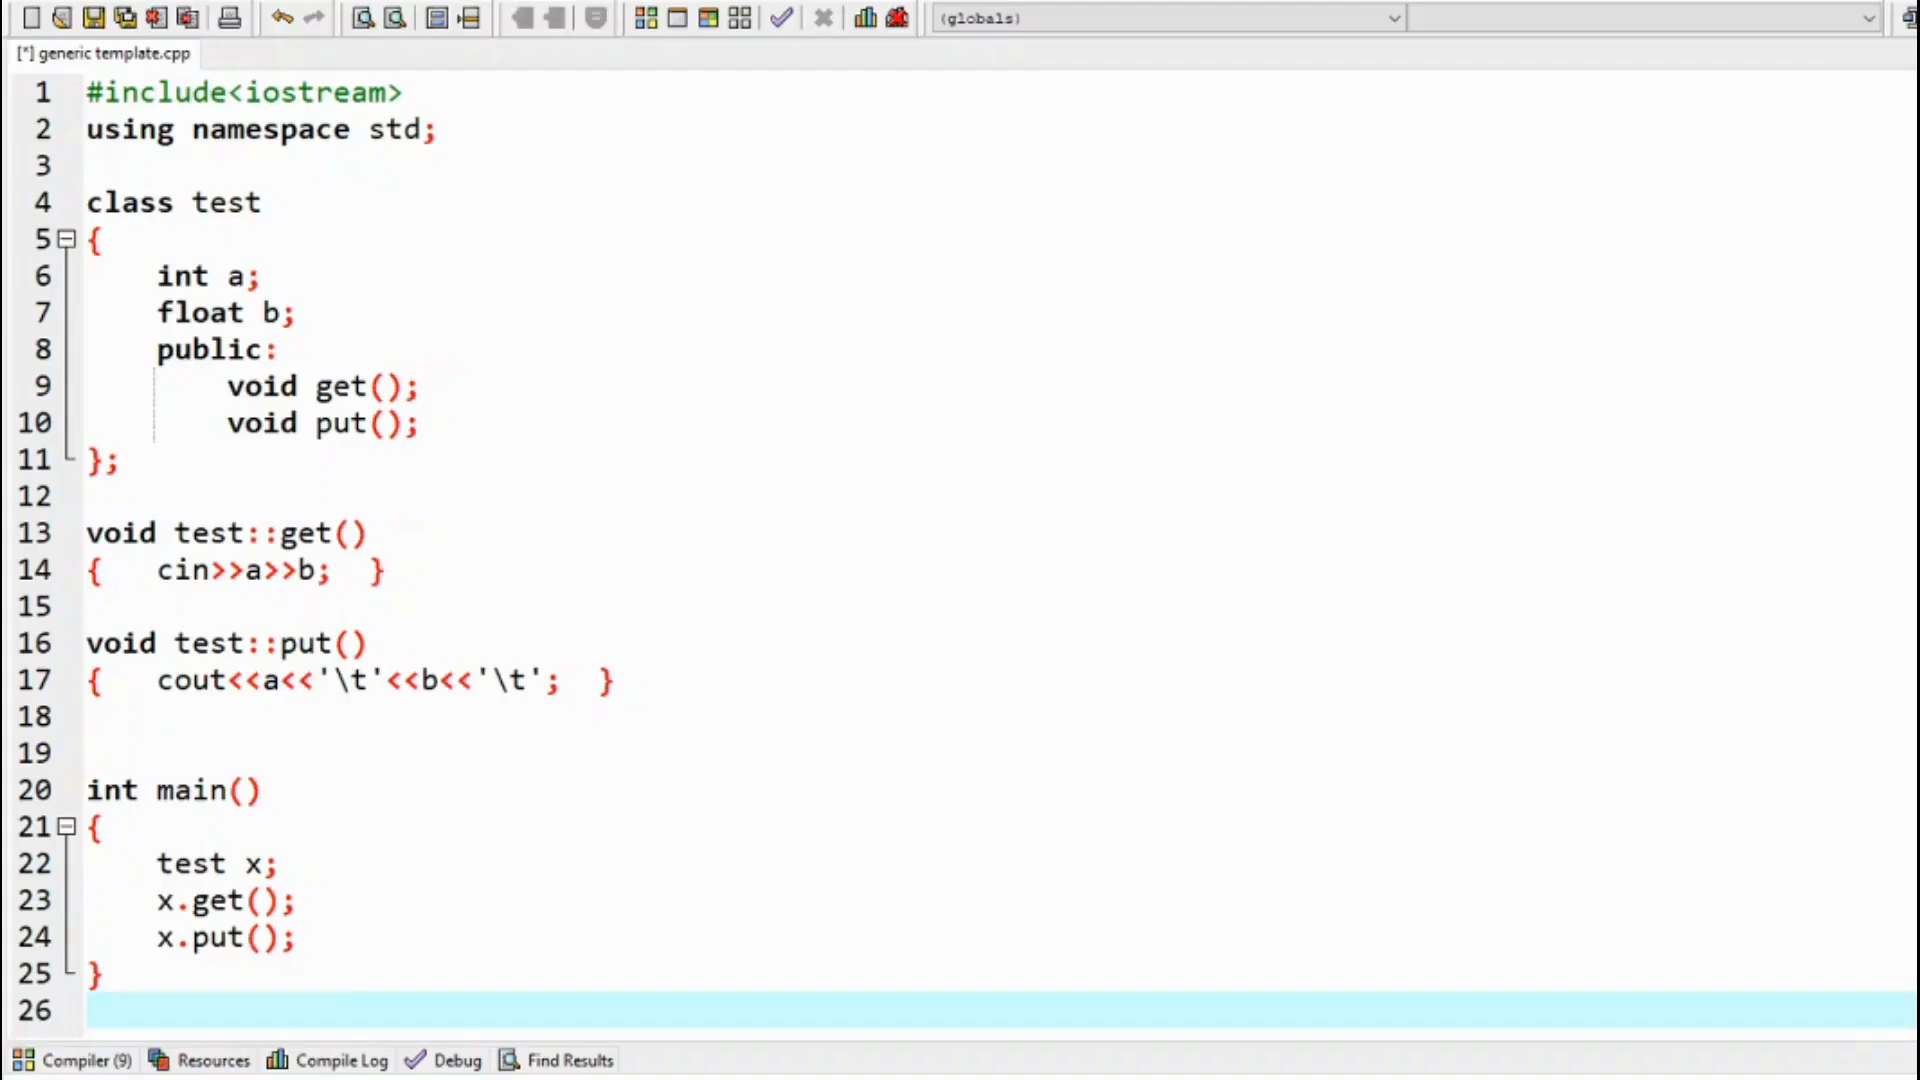 (globals)
[*] generic template.cpp
1 #include<iostream>
2 using namespace std;
3
4 class test
5 {
6 int a;
7 float b;
8 public:
9 void get();
10 void put();
11 };
12
13 void test::get()
14 { cin>>a>>b; }
15
16 void test::put()
17 { cout<<a<<'\t'<<b<<'\t'; }
18
19
20 int main()
21 {
22 test x;
23 x.get();
24 x.put();
25 }
26
Compiler (9) Resources Compile Log Debug Find Results